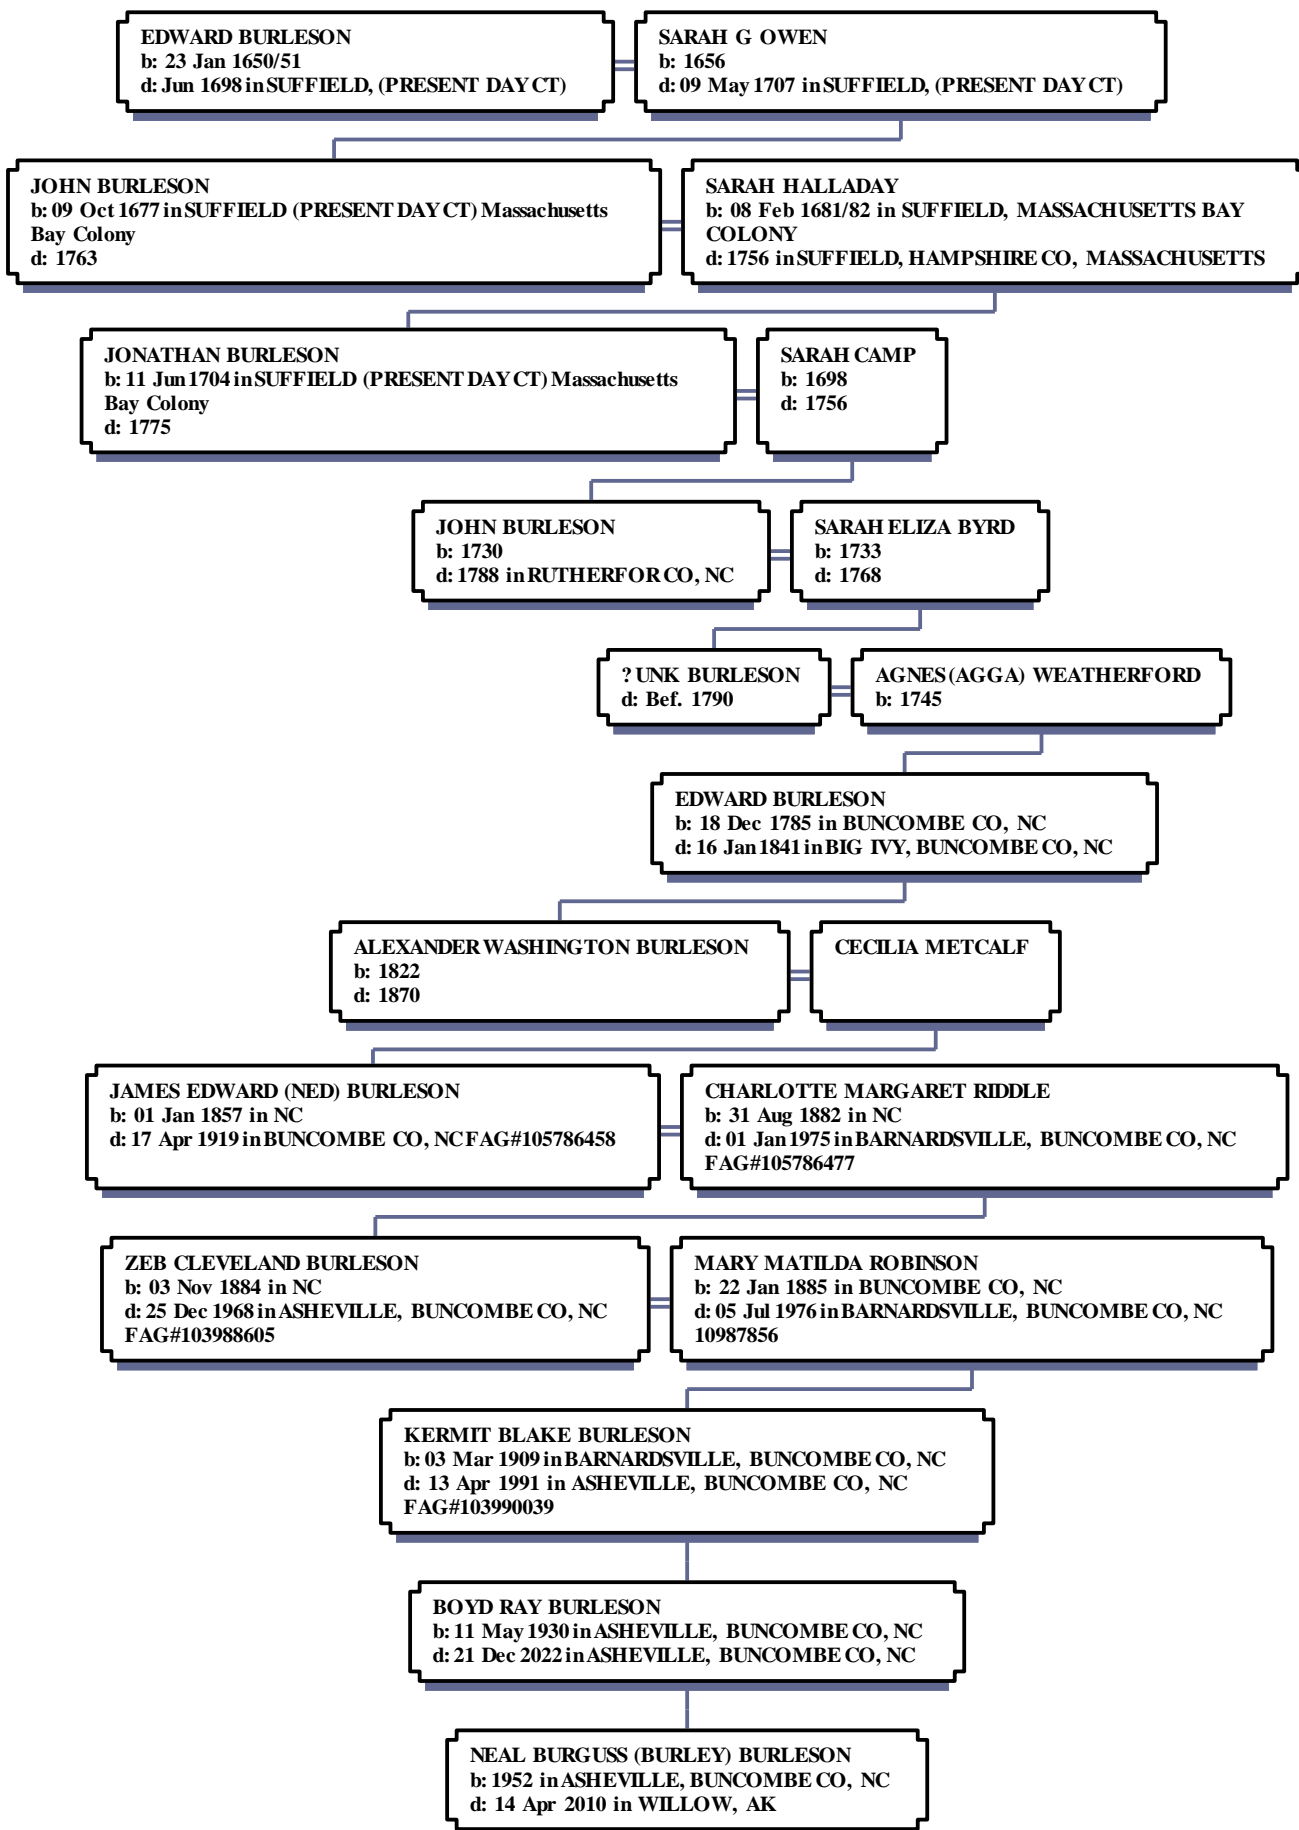 EDWARD BURLESON
b: 23 Jan 1650/51
d: Jun 1698 in SUFFIELD, (PRESENT DAY CT)
SARAH G OWEN
b: 1656
d: 09 May 1707 in SUFFIELD, (PRESENT DAY CT)
JOHN BURLESON
b: 09 Oct 1677 in SUFFIELD (PRESENT DAY CT) Massachusetts
Bay Colony
d: 1763
SARAH HALLADAY
b: 08 Feb 1681/82 in SUFFIELD, MASSACHUSETTS BAY
COLONY
d: 1756 in SUFFIELD, HAMPSHIRE CO, MASSACHUSETTS
JONATHAN BURLESON
b: 11 Jun 1704 in SUFFIELD (PRESENT DAY CT) Massachusetts
Bay Colony
d: 1775
SARAH CAMP
b: 1698
d: 1756
JOHN BURLESON
b: 1730
d: 1788 in RUTHERFOR CO, NC
SARAH ELIZA BYRD
b: 1733
d: 1768
? UNK BURLESON
d: Bef. 1790
AGNES (AGGA) WEATHERFORD
b: 1745
EDWARD BURLESON
b: 18 Dec 1785 in BUNCOMBE CO, NC
d: 16 Jan 1841 in BIG IVY, BUNCOMBE CO, NC
ALEXANDER WASHINGTON BURLESON
b: 1822
d: 1870
CECILIA METCALF
JAMES EDWARD (NED) BURLESON
b: 01 Jan 1857 in NC
d: 17 Apr 1919 in BUNCOMBE CO, NC FAG#105786458
CHARLOTTE MARGARET RIDDLE
b: 31 Aug 1882 in NC
d: 01 Jan 1975 in BARNARDSVILLE, BUNCOMBE CO, NC
FAG#105786477
ZEB CLEVELAND BURLESON
b: 03 Nov 1884 in NC
d: 25 Dec 1968 in ASHEVILLE, BUNCOMBE CO, NC
FAG#103988605
MARY MATILDA ROBINSON
b: 22 Jan 1885 in BUNCOMBE CO, NC
d: 05 Jul 1976 in BARNARDSVILLE, BUNCOMBE CO, NC
10987856
KERMIT BLAKE BURLESON
b: 03 Mar 1909 in BARNARDSVILLE, BUNCOMBE CO, NC
d: 13 Apr 1991 in ASHEVILLE, BUNCOMBE CO, NC
FAG#103990039
BOYD RAY BURLESON
b: 11 May 1930 in ASHEVILLE, BUNCOMBE CO, NC
d: 21 Dec 2022 in ASHEVILLE, BUNCOMBE CO, NC
NEAL BURGUSS (BURLEY) BURLESON
b: 1952 in ASHEVILLE, BUNCOMBE CO, NC
d: 14 Apr 2010 in WILLOW, AK